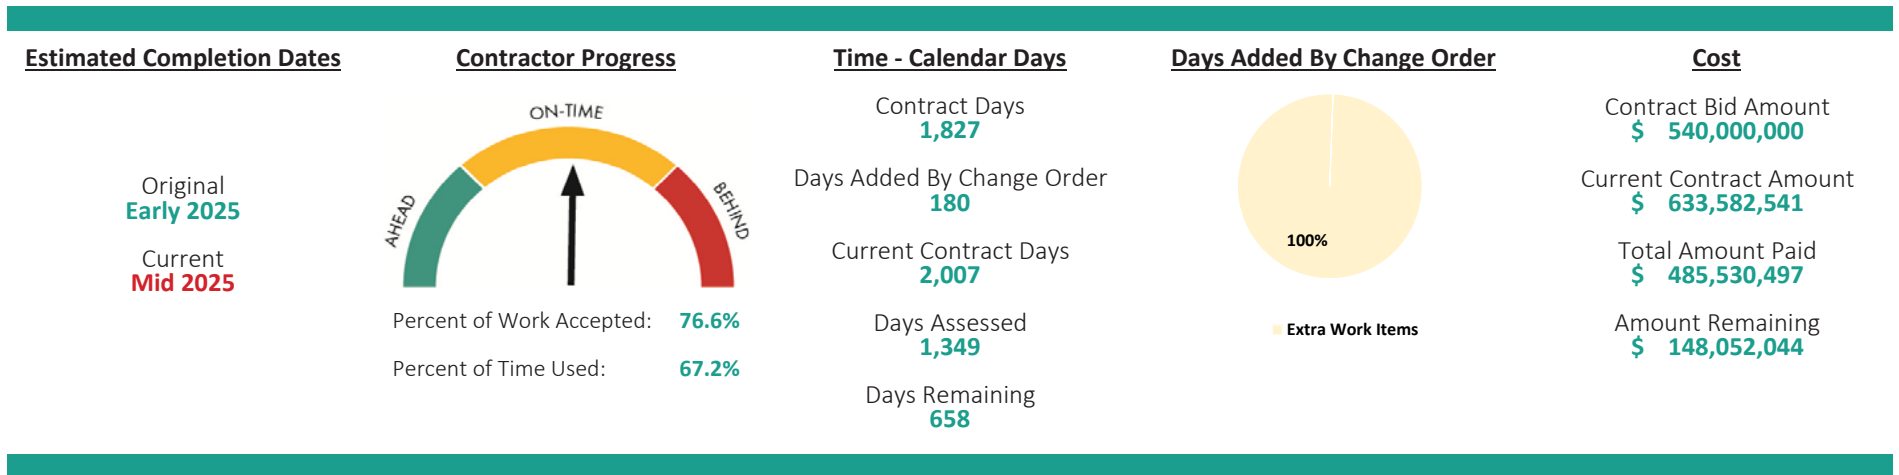 Estimated Completion Dates
Original
Early 2025
Current
Mid 2025
Contractor Progress
ON-TIME
AHEAD
BEHIND
Percent of Work Accepted: 76.6%
Percent of Time Used: 67.2%
Time - Calendar Days
Contract Days
1,827
Days Added By Change Order
180
Current Contract Days
2,007
Days Assessed
1,349
Days Remaining
658
Days Added By Change Order
100%
Extra Work Items
Cost
Contract Bid Amount
$ 540,000,000
Current Contract Amount
$ 633,582,541
Total Amount Paid
$ 485,530,497
Amount Remaining
$ 148,052,044